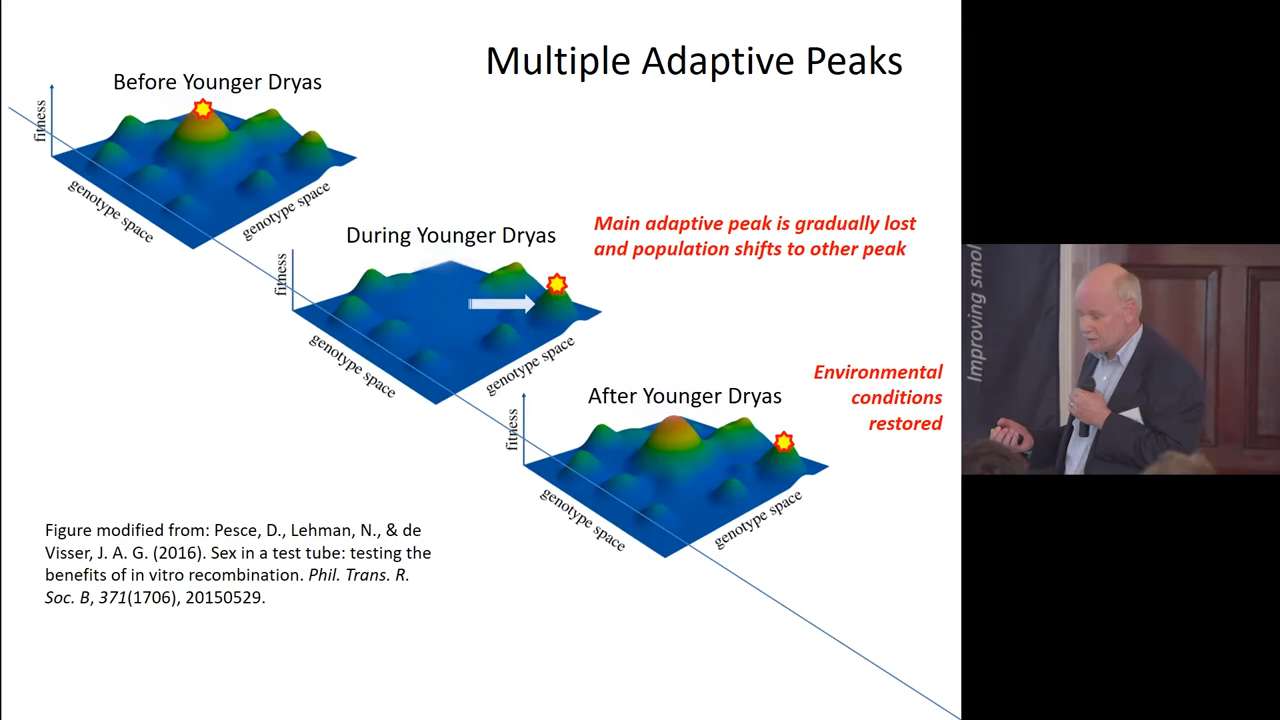 Multiple Adaptive Peaks
Before Younger Dryas
fitness
genotype space
genotype space
During Younger Dryas
fitness
genotype space
genotype space
Main adaptive peak is gradually lost
and population shifts to other peak
After Younger Dryas
fitness
genotype space
genotype space
Environmental
conditions
restored
Figure modified from: Pesce, D., Lehman, N., & de
Visser, J. A. G. (2016). Sex in a test tube: testing the
benefits of in vitro recombination. Phil. Trans. R.
Soc. B, 371(1706), 20150529.
Improving